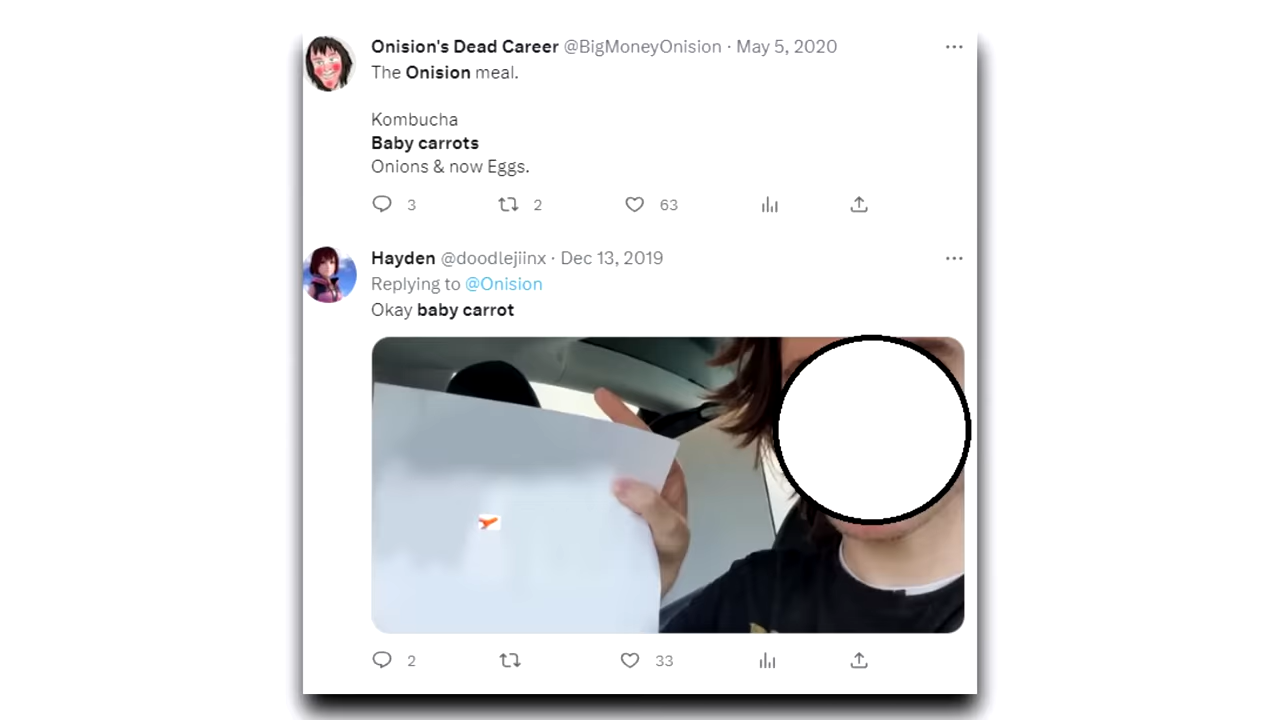 Onision's Dead Career @BigMoneyOnision · May 5, 2020
The Onision meal.
Kombucha
Baby carrots
Onions & now Eggs.
3 2 63
Hayden @doodlejiinx · Dec 13, 2019
Replying to @Onision
Okay baby carrot
2 33